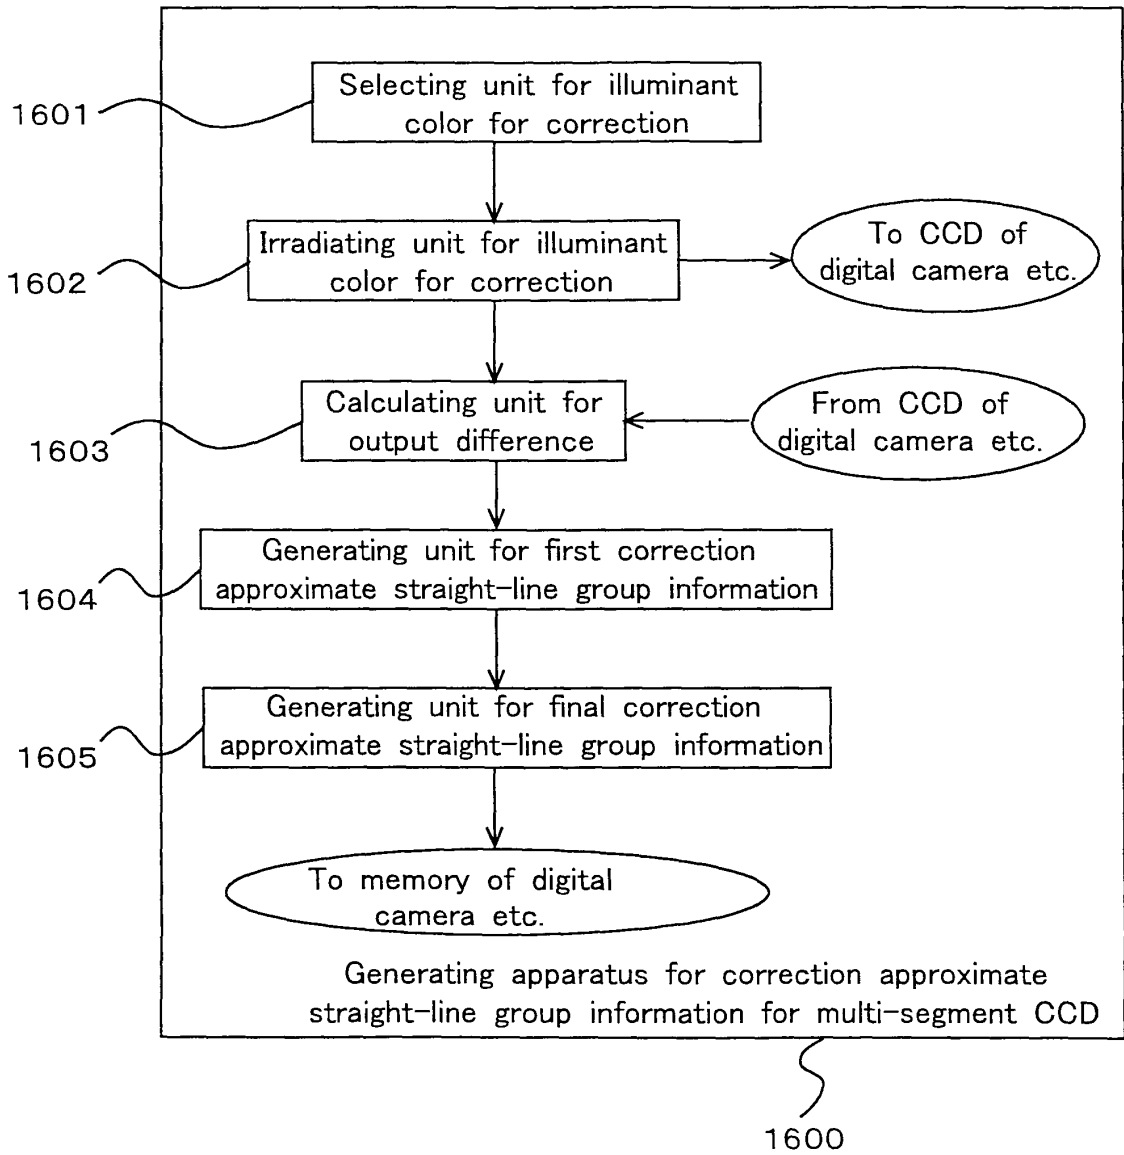 Selecting unit for illuminant
color for correction
1601
Irradiating unit for illuminant
color for correction
1602
To CCD of
digital camera etc.
Calculating unit for
output difference
1603
From CCD of
digital camera etc.
Generating unit for first correction
approximate straight-line group information
1604
Generating unit for final correction
approximate straight-line group information
1605
To memory of digital
camera etc.
Generating apparatus for correction approximate
straight-line group information for multi-segment CCD
1600